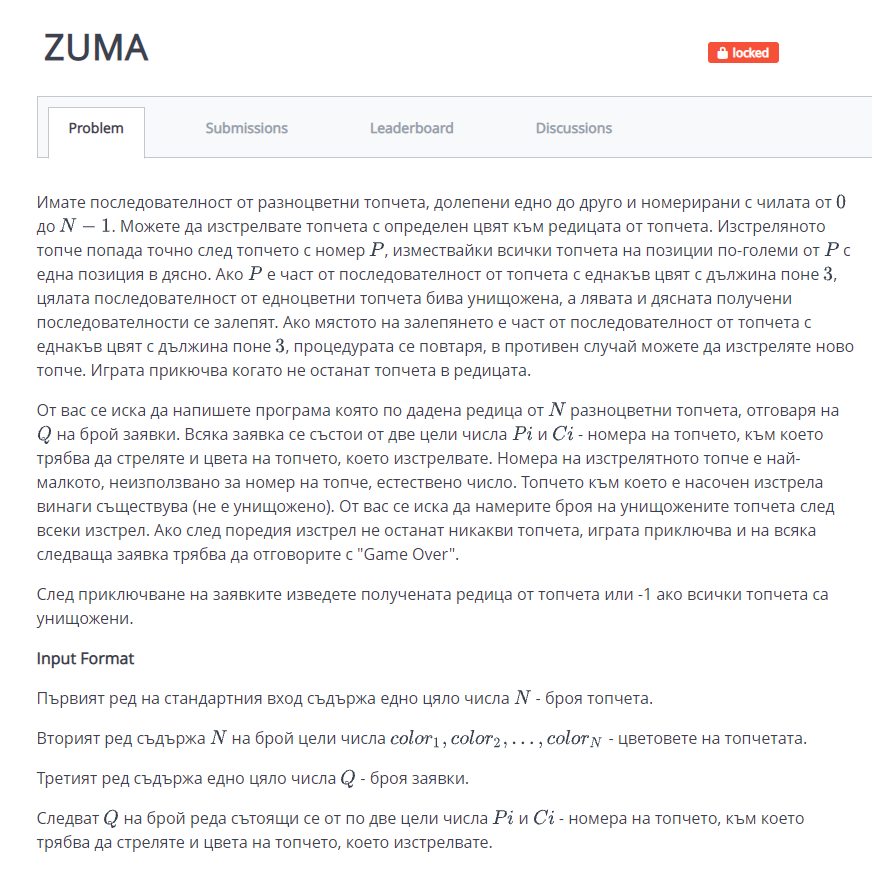 ZUMA
locked
Problem
Submissions
Leaderboard
Discussions
Имате последователност от разноцветни топчета, долепени едно до друго и номерирани с чилата от 0
до N − 1. Можете да изстрелвате топчета с определен цвят към редицата от топчета. Изстреляното
топче попада точно след топчето с номер P, измествайки всички топчета на позиции по-големи от P с
една позиция в дясно. Ако P е част от последователност от топчета с еднакъв цвят с дължина поне 3,
цялата последователност от едноцветни топчета бива унищожена, а лявата и дясната получени
последователности се залепят. Ако мястото на залепянето е част от последователност от топчета с
еднакъв цвят с дължина поне 3, процедурата се повтаря, в противен случай можете да изстреляте ново
топче. Играта прикючва когато не останат топчета в редицата.
От вас се иска да напишете програма която по дадена редица от N разноцветни топчета, отговаря на
Q на брой заявки. Всяка заявка се състои от две цели числа Pi и Ci - номера на топчето, към което
трябва да стреляте и цвета на топчето, което изстрелвате. Номера на изстрелятното топче е най-
малкото, неизползвано за номер на топче, естествено число. Топчето към което е насочен изстрела
винаги съществува (не е унищожено). От вас се иска да намерите броя на унищожените топчета след
всеки изстрел. Ако след поредия изстрел не останат никакви топчета, играта приключва и на всяка
следваща заявка трябва да отговорите с "Game Over".
След приключване на заявките изведете получената редица от топчета или -1 ако всички топчета са
унищожени.
Input Format
Първият ред на стандартния вход съдържа едно цяло числа N - броя топчета.
Вторият ред съдържа N на брой цели числа color₁, color₂, . . . , color_N - цветовете на топчетата.
Третият ред съдържа едно цяло числа Q - броя заявки.
Следват Q на брой реда сътоящи се от по две цели числа Pi и Ci - номера на топчето, към което
трябва да стреляте и цвета на топчето, което изстрелвате.